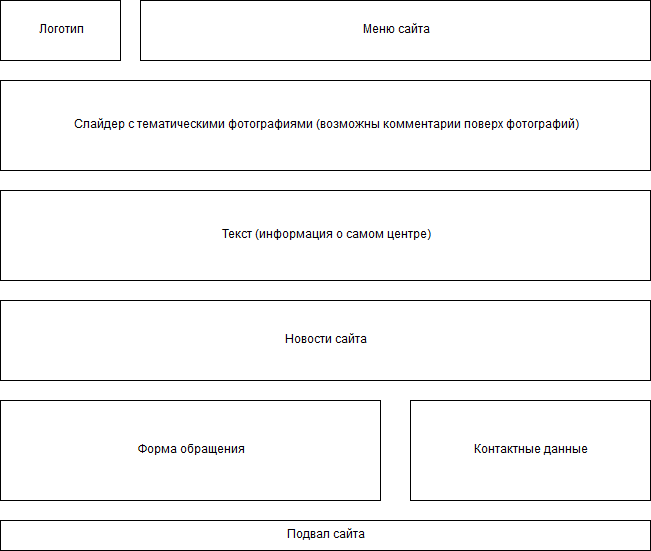 Логотип
Меню сайта
Слайдер с тематическими фотографиями (возможны комментарии поверх фотографий)
Текст (информация о самом центре)
Новости сайта
Форма обращения
Контактные данные
Подвал сайта